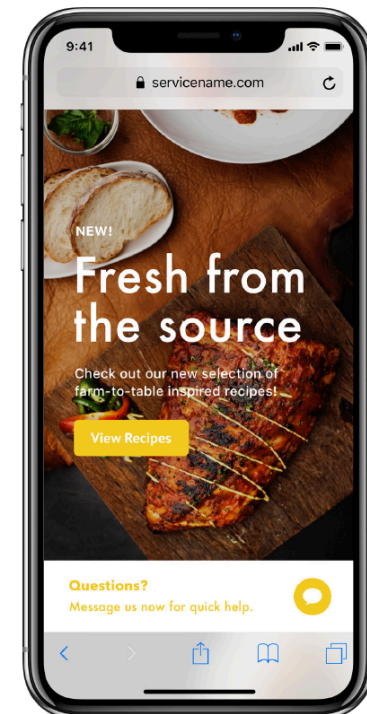 9:41
servicename.com
NEW!
Fresh from
the source
Check out our new selection of
farm-to-table inspired recipes!
View Recipes
Questions?
Message us now for quick help.